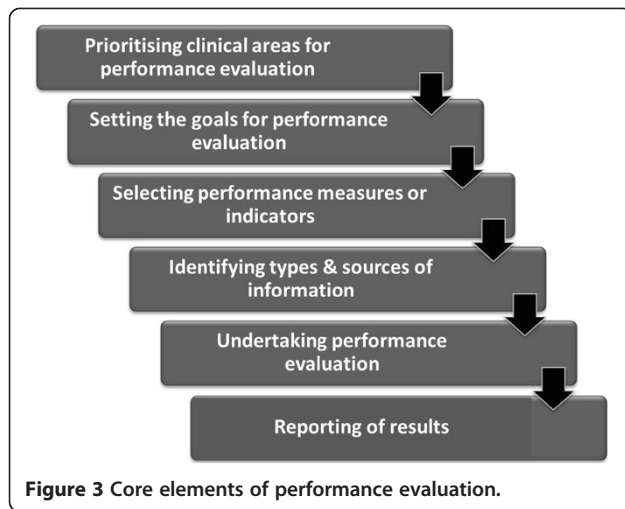 Prioritising clinical areas for
performance evaluation
Setting the goals for performance
evaluation
Selecting performance measures or
indicators
Identifying types & sources of
information
Undertaking performance
evaluation
Reporting of results
Figure 3 Core elements of performance evaluation.